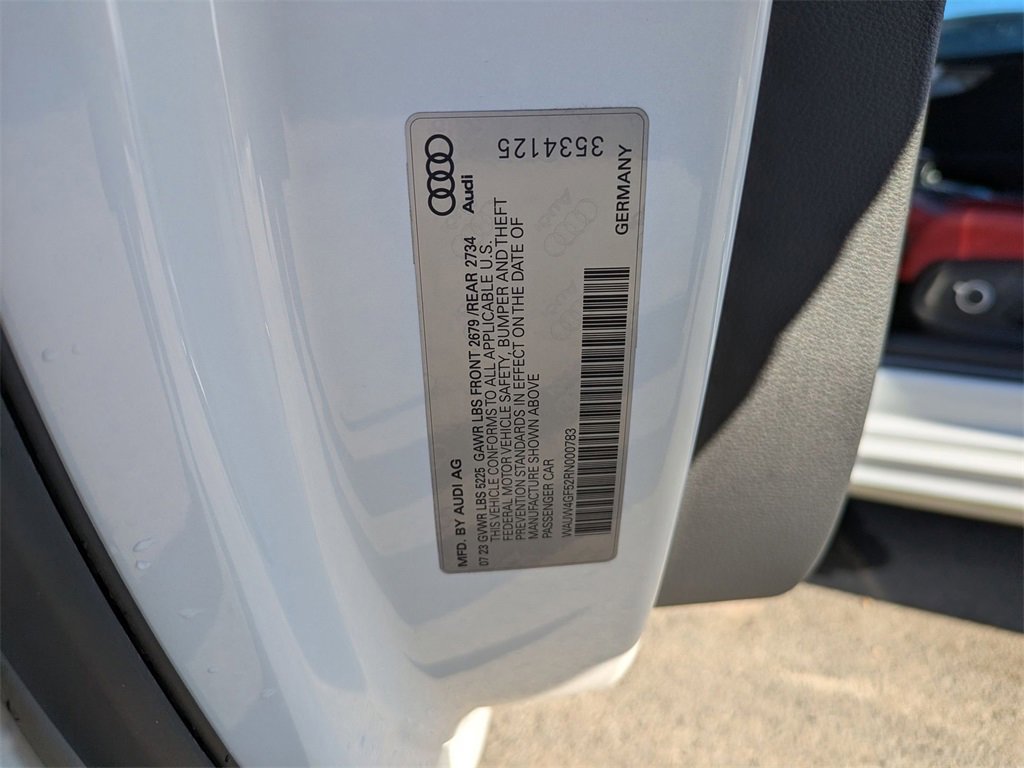 Audi
MFD. BY AUDI AG
07 23 GVWR LBS 5225 GAWR LBS FRONT 2679 /REAR 2734
THIS VEHICLE CONFORMS TO ALL APPLICABLE U.S.
FEDERAL MOTOR VEHICLE SAFETY, BUMPER AND THEFT
PREVENTION STANDARDS IN EFFECT ON THE DATE OF
MANUFACTURE SHOWN ABOVE
PASSENGER CAR
WAUW4GF52RN000783
GERMANY
3534125